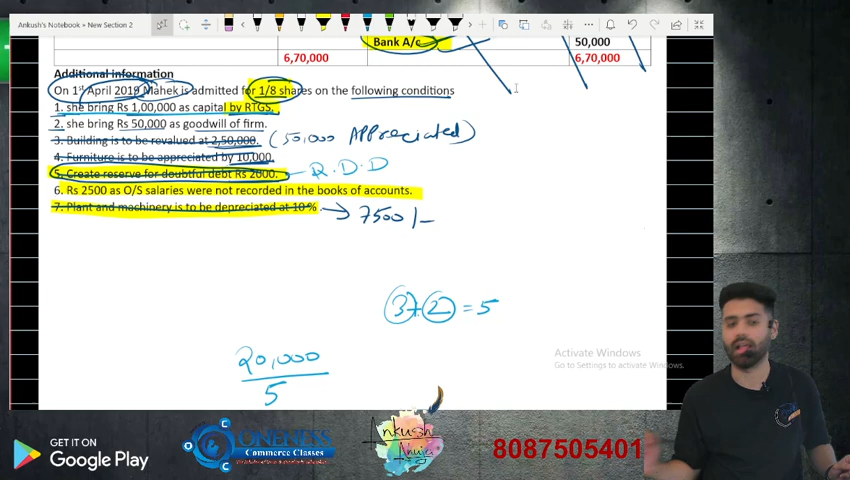 Ankush's Notebook » New Section 2
Bank A/c
50,000
6,70,000
6,70,000
Additional information
On 1st April 2019 Mahek is admitted for 1/8 shares on the following conditions
1. she bring Rs 1,00,000 as capital by RTGS.
2. she bring Rs 50,000 as goodwill of firm.
3. Building is to be revalued at 2,50,000. (50,000 Appreciated)
4. Furniture is to be appreciated by 10,000.
5. Create reserve for doubtful debt Rs 2000. R.D.D
6. Rs 2500 as O/S salaries were not recorded in the books of accounts.
7. Plant and machinery is to be depreciated at 10 % → 7500/-
3+2=5
20,000
5
Activate Windows
Go to Settings to activate Windows.
GET IT ON
Google Play
ONENESS
Commerce Classes
Ankush
Ahuja
8087505401